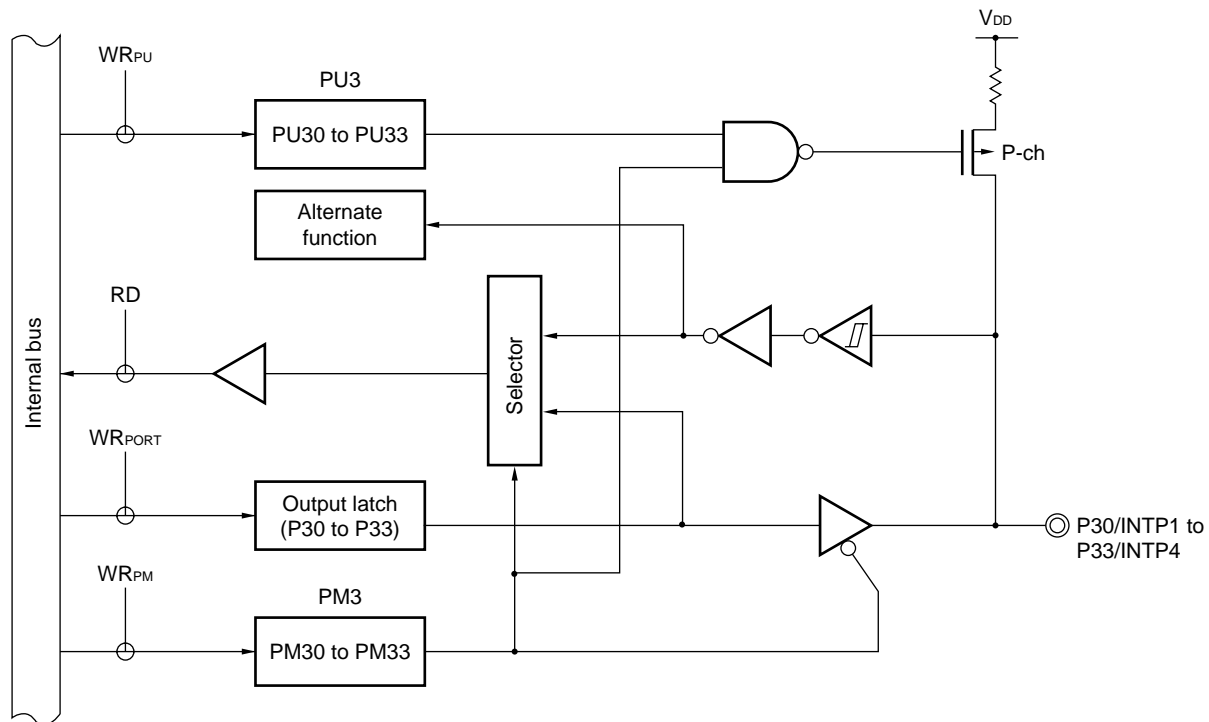 VDD
WRPU
PU3
PU30 to PU33
P-ch
Alternate
function
RD
Internal bus
Selector
WRPORT
Output latch
(P30 to P33)
P30/INTP1 to
P33/INTP4
WRPM
PM3
PM30 to PM33